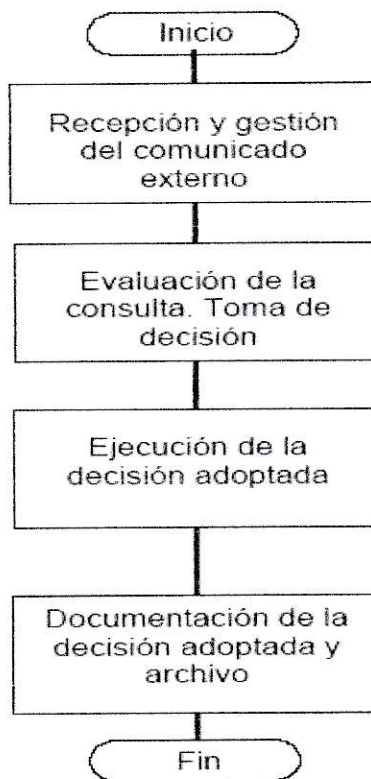 Inicio
Recepción y gestión
del comunicado
externo
Evaluación de la
consulta. Toma de
decisión
Ejecución de la
decisión adoptada
Documentación de la
decisión adoptada y
archivo
Fin